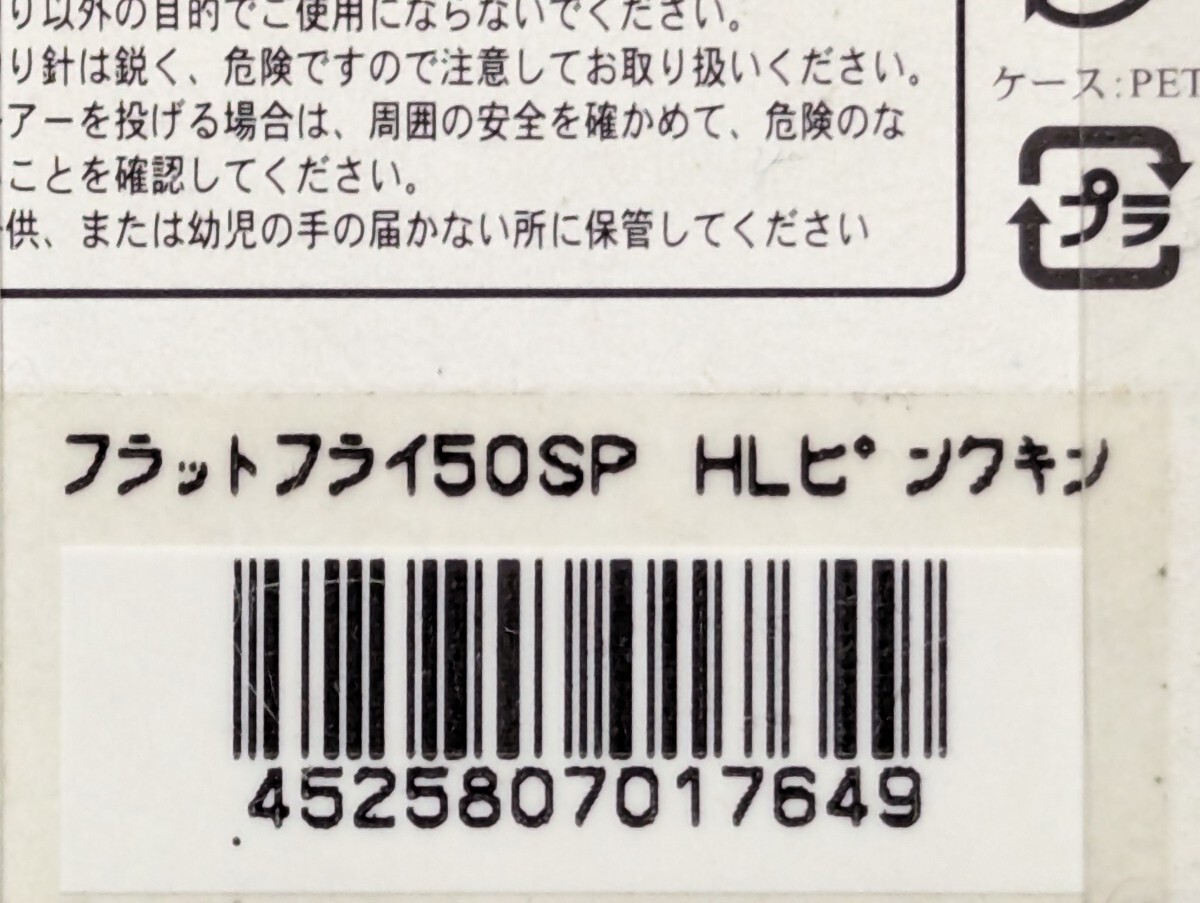 り以外の目的でご使用にならないでください。
り針は鋭く、危険ですので注意してお取り扱いください。
アーを投げる場合は、周囲の安全を確かめて、危険のな
ことを確認してください。
供、または幼児の手の届かない所に保管してください
ケース:PET
プラ
フラットフライ50SP HLピンクキン
4525807017649